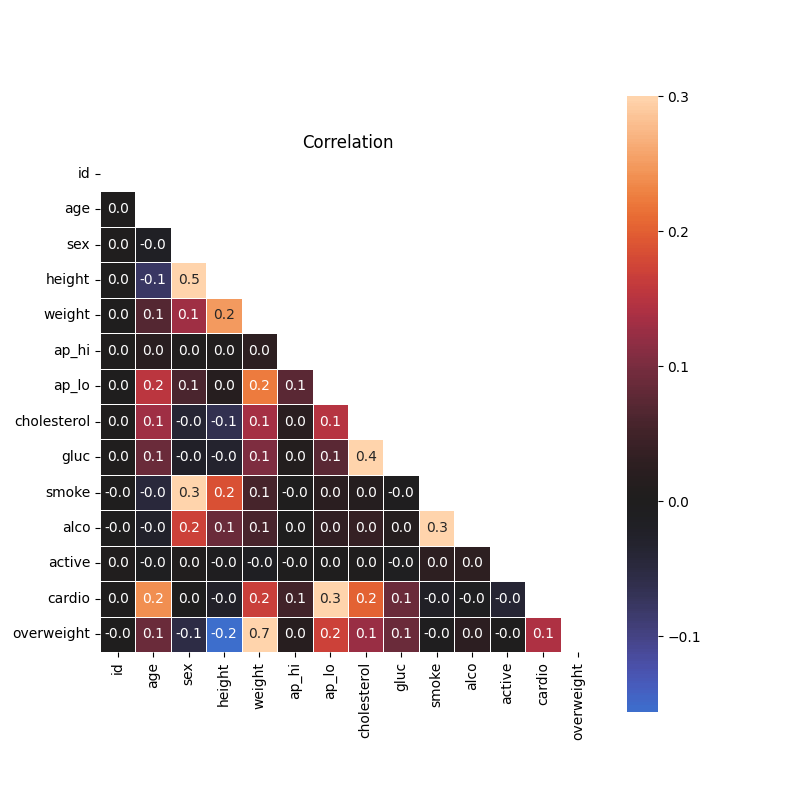 Correlation
id
age 0.0
sex 0.0 -0.0
height 0.0 -0.1 0.5
weight 0.0 0.1 0.1 0.2
ap_hi 0.0 0.0 0.0 0.0 0.0
ap_lo 0.0 0.2 0.1 0.0 0.2 0.1
cholesterol 0.0 0.1 -0.0 -0.1 0.1 0.0 0.1
gluc 0.0 0.1 -0.0 -0.0 0.1 0.0 0.1 0.4
smoke -0.0 -0.0 0.3 0.2 0.1 -0.0 0.0 0.0 -0.0
alco -0.0 -0.0 0.2 0.1 0.1 0.0 0.0 0.0 0.0 0.3
active 0.0 -0.0 0.0 -0.0 -0.0 -0.0 0.0 0.0 -0.0 0.0 0.0
cardio 0.0 0.2 0.0 -0.0 0.2 0.1 0.3 0.2 0.1 -0.0 -0.0 -0.0
overweight -0.0 0.1 -0.1 -0.2 0.7 0.0 0.2 0.1 0.1 -0.0 0.0 -0.0 0.1
id age sex height weight ap_hi ap_lo cholesterol gluc smoke alco active cardio overweight
0.3
0.2
0.1
0.0
−0.1